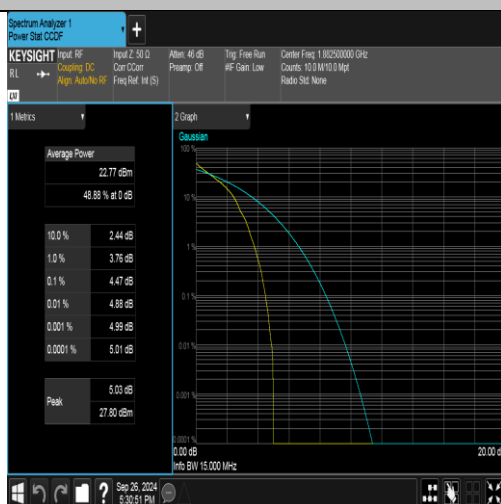 Spectrum Analyzer 1
Power Stat CCDF
+
KEYSIGHT
RL
Input: RF
Coupling: DC
Align: Auto/No RF
Input Z: 50 Ω
Corr CCorr
Freq Ref: Int (S)
Atten: 46 dB
Preamp: Off
Trig: Free Run
#IF Gain: Low
Center Freq: 1.882500000 GHz
Counts: 10.0 M/10.0 Mpt
Radio Std: None
LXI
1 Metrics
Average Power
22.77 dBm
48.88 % at 0 dB
10.0 % 2.44 dB
1.0 % 3.76 dB
0.1 % 4.47 dB
0.01 % 4.88 dB
0.001 % 4.99 dB
0.0001 % 5.01 dB
Peak
5.03 dB
27.80 dBm
2 Graph
Gaussian
100 %
10 %
1 %
0.1 %
0.01 %
0.001 %
0.0001 %
0.00 dB
20.00 d
Info BW 15.000 MHz
?
Sep 26, 2024
5:30:51 PM